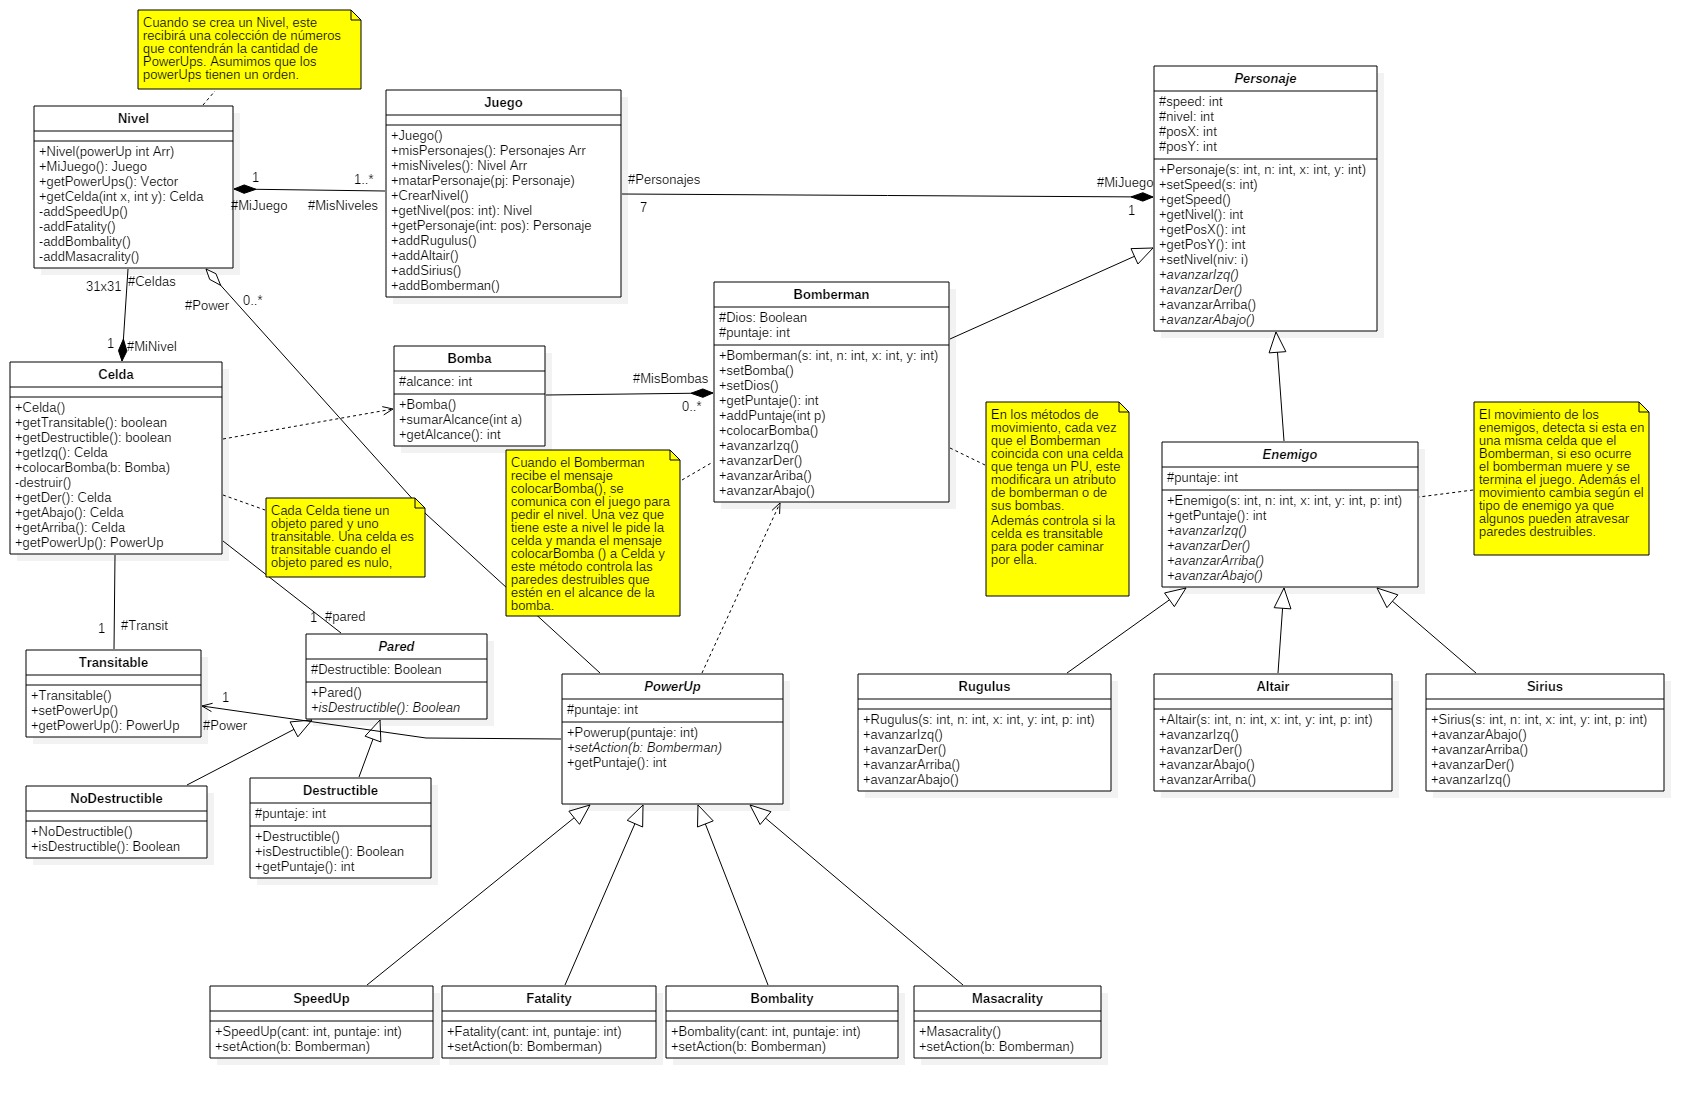 Cuando se crea un Nivel, este
recibirá una colección de números
que contendrán la cantidad de
PowerUps. Asumimos que los
powerUps tienen un orden.
Nivel
+Nivel(powerUp int Arr)
+MiJuego(): Juego
+getPowerUps(): Vector
+getCelda(int x, int y): Celda
-addSpeedUp()
-addFatality()
-addBombality()
-addMasacrality()
1
#MiJuego
1..*
#MisNiveles
Juego
+Juego()
+misPersonajes(): Personajes Arr
+misNiveles(): Nivel Arr
+matarPersonaje(pj: Personaje)
+CrearNivel()
+getNivel(pos: int): Nivel
+getPersonaje(int: pos): Personaje
+addRugulus()
+addAltair()
+addSirius()
+addBomberman()
#Personajes
7
#MiJuego
1
Personaje
#speed: int
#nivel: int
#posX: int
#posY: int
+Personaje(s: int, n: int, x: int, y: int)
+setSpeed(s: int)
+getSpeed()
+getNivel(): int
+getPosX(): int
+getPosY(): int
+setNivel(niv: i)
+avanzarIzq()
+avanzarDer()
+avanzarArriba()
+avanzarAbajo()
31x31
#Celdas
#Power
0..*
1
#MiNivel
Celda
+Celda()
+getTransitable(): boolean
+getDestructible(): boolean
+getIzq(): Celda
+colocarBomba(b: Bomba)
-destruir()
+getDer(): Celda
+getAbajo(): Celda
+getArriba(): Celda
+getPowerUp(): PowerUp
Bomba
#alcance: int
+Bomba()
+sumarAlcance(int a)
+getAlcance(): int
#MisBombas
0..*
Bomberman
#Dios: Boolean
#puntaje: int
+Bomberman(s: int, n: int, x: int, y: int)
+setBomba()
+setDios()
+getPuntaje(): int
+addPuntaje(int p)
+colocarBomba()
+avanzarIzq()
+avanzarDer()
+avanzarAriba()
+avanzarAbajo()
En los métodos de
movimiento, cada vez
que el Bomberman
coincida con una celda
que tenga un PU, este
modificára un atributo
de bomberman o de
sus bombas.
Además controla si la
celda es transitable
para poder caminar
por ella.
Enemigo
#puntaje: int
+Enemigo(s: int, n: int, x: int, y: int, p: int)
+getPuntaje(): int
+avanzarIzq()
+avanzarDer()
+avanzarArriba()
+avanzarAbajo()
El movimiento de los
enemigos, detecta si esta en
una misma celda que el
Bomberman, si eso ocurre
el bomberman muere y se
termina el juego. Además el
movimiento cambia según el
tipo de enemigo ya que
algunos pueden atravesar
paredes destruibles.
Cuando el Bomberman
recibe el mensaje
colocarBomba(), se
comunica con el juego para
pedir el nivel. Una vez que
tiene este a nivel le pide la
celda y manda el mensaje
colocarBomba () a Celda y
este método controla las
paredes destruibles que
estén en el alcance de la
bomba.
Cada Celda tiene un
objeto pared y uno
transitable. Una celda es
transitable cuando el
objeto pared es nulo,
1
#Transit
1
#pared
Transitable
+Transitable()
+setPowerUp()
+getPowerUp(): PowerUp
1
#Power
Pared
#Destructible: Boolean
+Pared()
+isDestructible(): Boolean
PowerUp
#puntaje: int
+Powerup(puntaje: int)
+setAction(b: Bomberman)
+getPuntaje(): int
Rugulus
+Rugulus(s: int, n: int, x: int, y: int, p: int)
+avanzarIzq()
+avanzarDer()
+avanzarArriba()
+avanzarAbajo()
Altair
+Altair(s: int, n: int, x: int, y: int, p: int)
+avanzarIzq()
+avanzarDer()
+avanzarAbajo()
+avanzarArriba()
Sirius
+Sirius(s: int, n: int, x: int, y: int, p: int)
+avanzarAbajo()
+avanzarArriba()
+avanzarDer()
+avanzarIzq()
NoDestructible
+NoDestructible()
+isDestructible(): Boolean
Destructible
#puntaje: int
+Destructible()
+isDestructible(): Boolean
+getPuntaje(): int
SpeedUp
+SpeedUp(cant: int, puntaje: int)
+setAction(b: Bomberman)
Fatality
+Fatality(cant: int, puntaje: int)
+setAction(b: Bomberman)
Bombality
+Bombality(cant: int, puntaje: int)
+setAction(b: Bomberman)
Masacrality
+Masacrality()
+setAction(b: Bomberman)